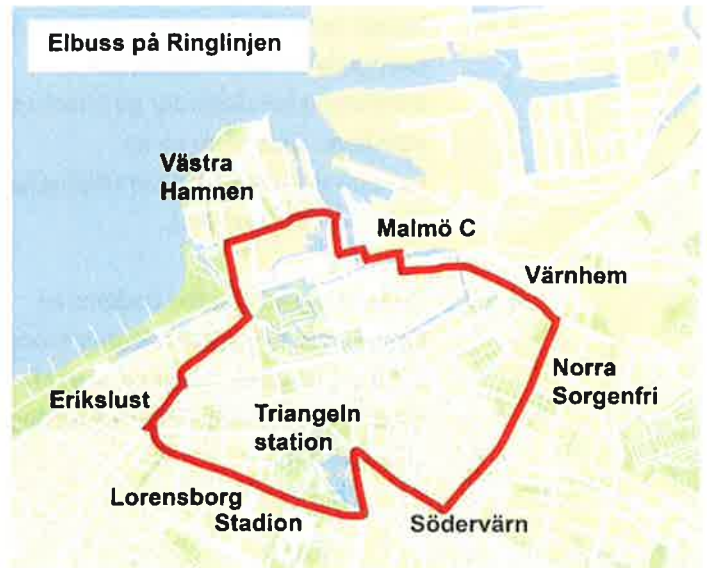 Elbuss på Ringlinjen
Västra
Hamnen
Malmö C
Värnhem
Norra
Sorgenfri
Erikslust
Triangeln
station
Lorensborg
Stadion
Södervärn